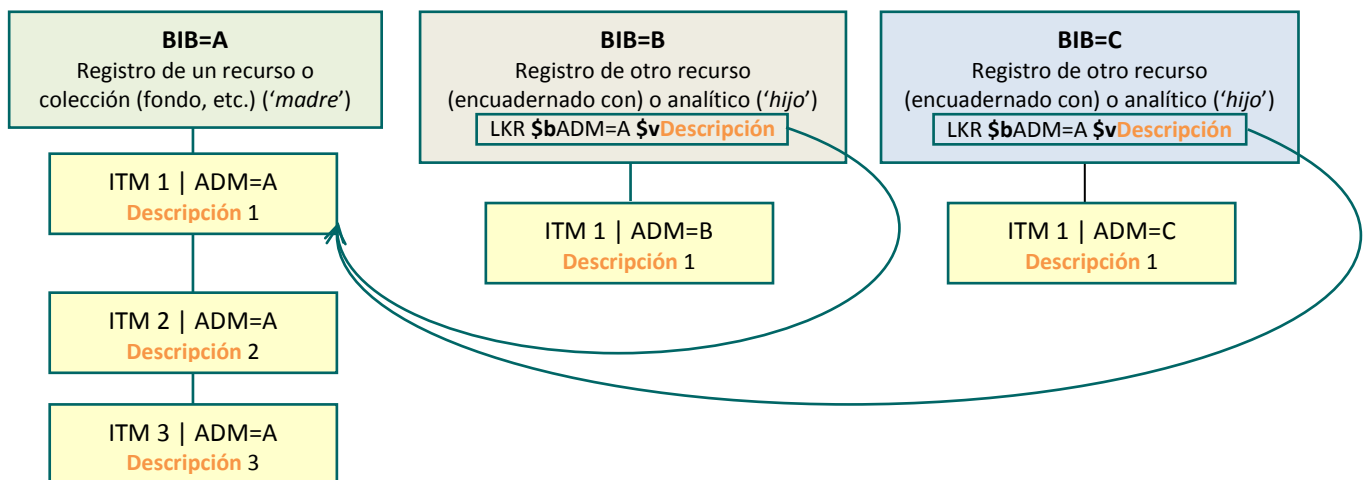 BIB=A
Registro de un recurso o
colección (fondo, etc.) (‘madre’)
ITM 1 | ADM=A
Descripción 1
ITM 2 | ADM=A
Descripción 2
ITM 3 | ADM=A
Descripción 3
BIB=B
Registro de otro recurso
(encuadernado con) o analítico (‘hijo’)
LKR $bADM=A $vDescripción
ITM 1 | ADM=B
Descripción 1
BIB=C
Registro de otro recurso
(encuadernado con) o analítico (‘hijo’)
LKR $bADM=A $vDescripción
ITM 1 | ADM=C
Descripción 1